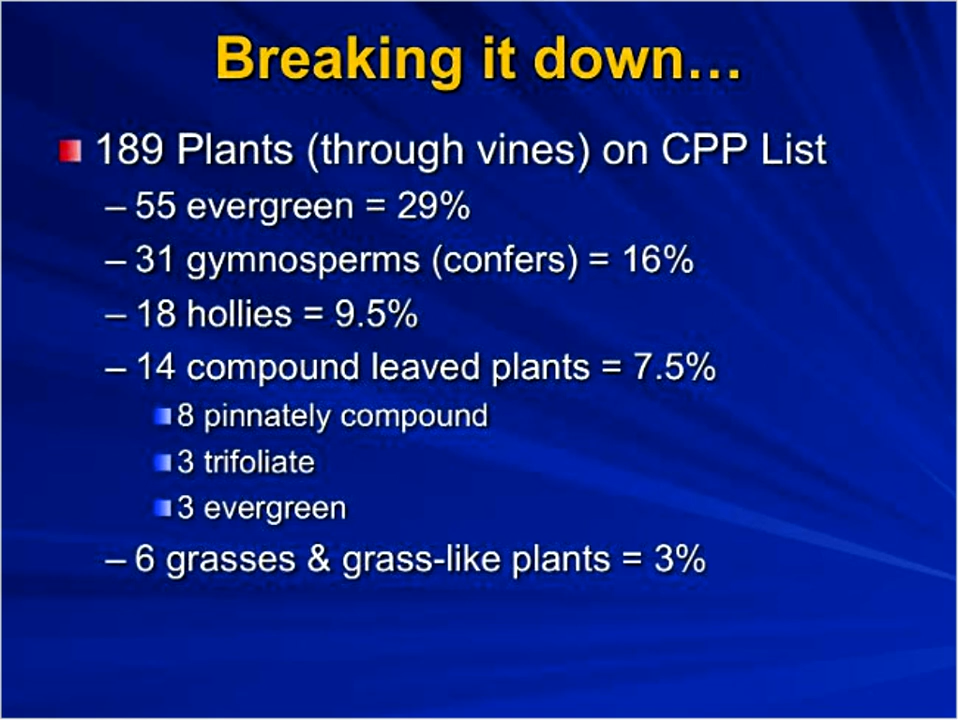 Breaking it down…
189 Plants (through vines) on CPP List
– 55 evergreen = 29%
– 31 gymnosperms (confers) = 16%
– 18 hollies = 9.5%
– 14 compound leaved plants = 7.5%
8 pinnately compound
3 trifoliate
3 evergreen
– 6 grasses & grass-like plants = 3%